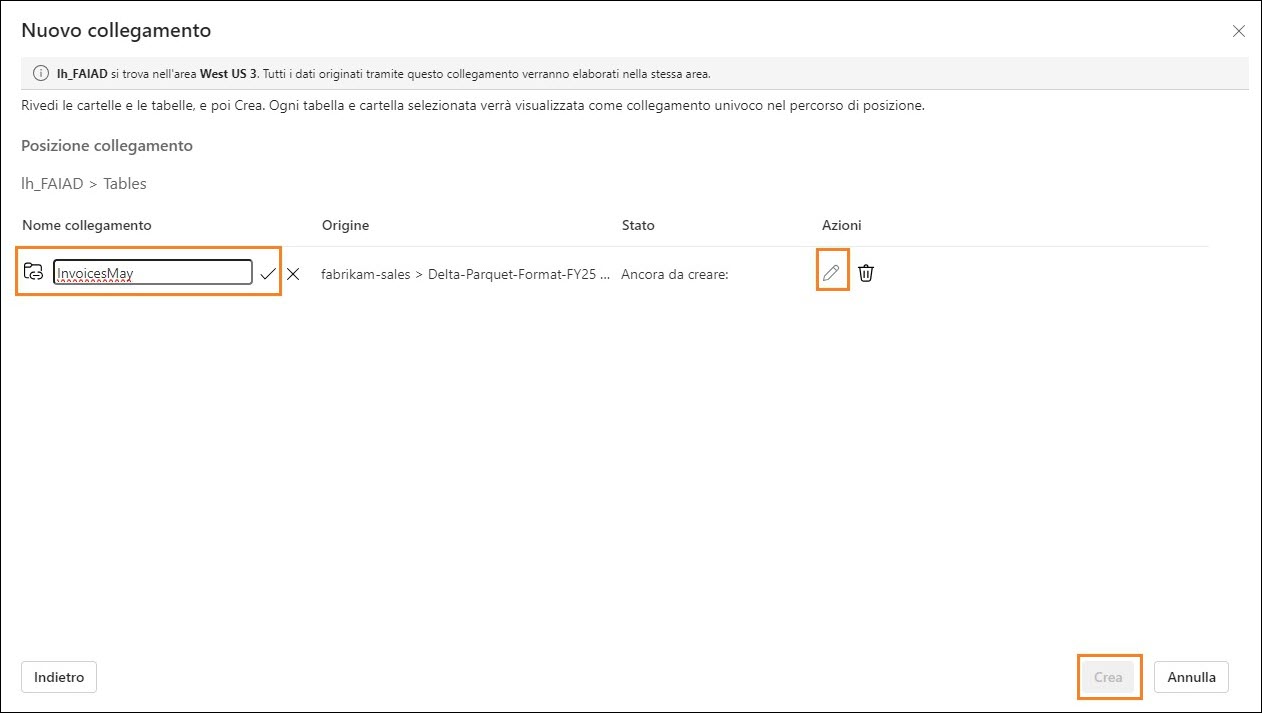 Nuovo collegamento
lh_FAIAD si trova nell'area West US 3. Tutti i dati originati tramite questo collegamento verranno elaborati nella stessa area.
Rivedi le cartelle e le tabelle, e poi Crea. Ogni tabella e cartella selezionata verrà visualizzata come collegamento univoco nel percorso di posizione.
Posizione collegamento
lh_FAIAD > Tables
Nome collegamento Origine Stato Azioni
InvoicesMay fabrikam-sales > Delta-Parquet-Format-FY25 ... Ancora da creare:
Indietro Crea Annulla